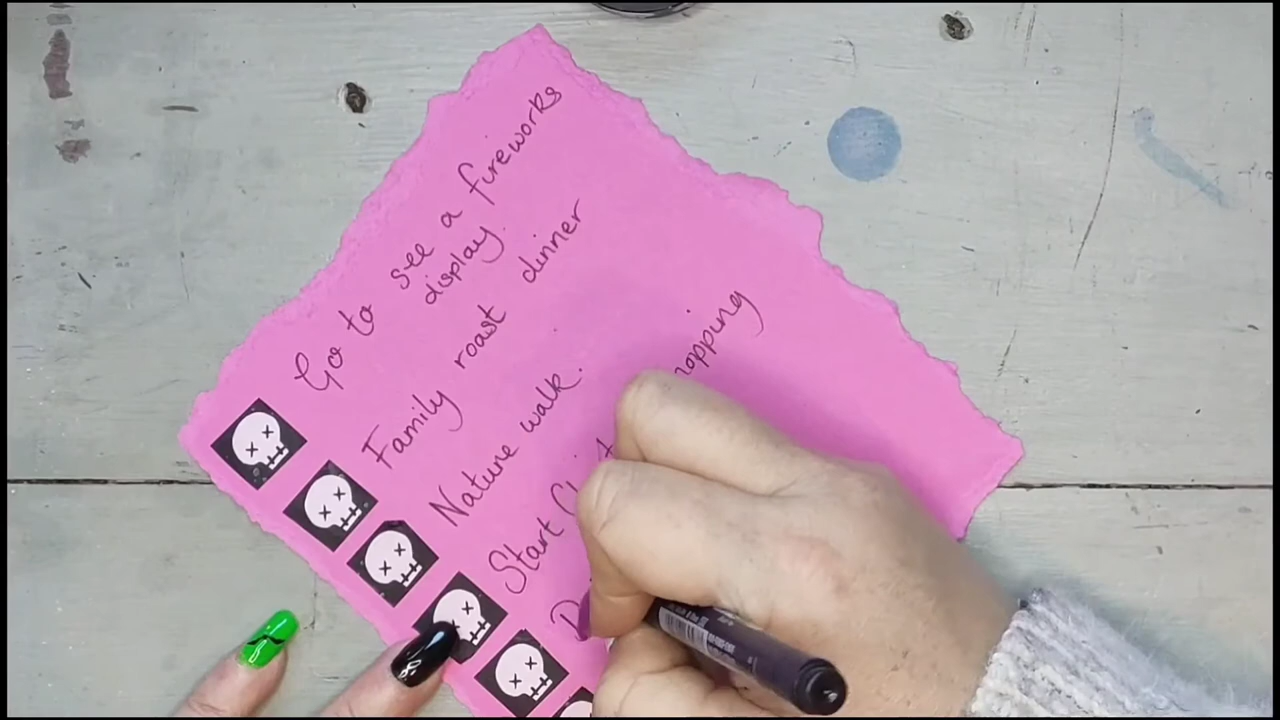 Go to see a fireworks
display.
Family roast dinner
Nature walk.
Start
D